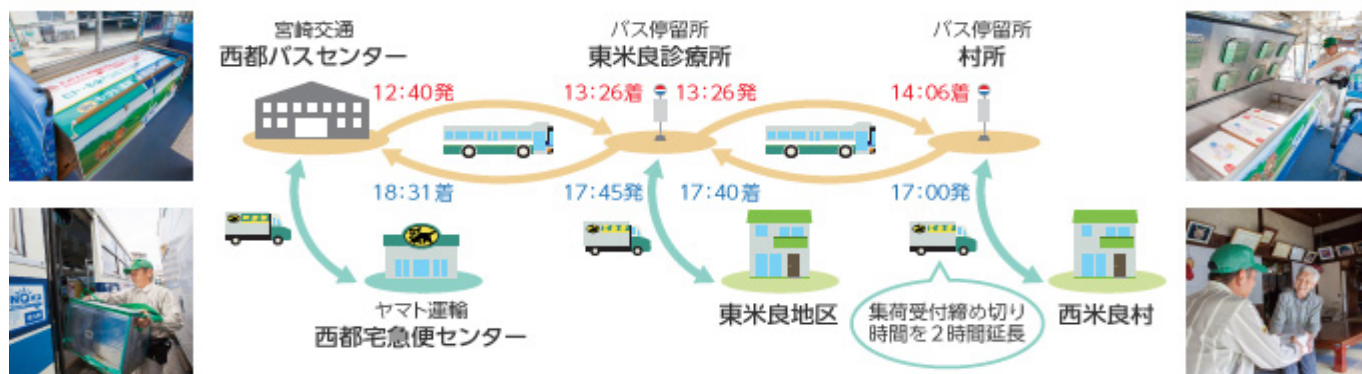 宮崎交通
西都バスセンター
バス停留所
東米良診療所
バス停留所
村所
12:40発
13:26着
13:26発
14:06着
18:31着
17:45発
17:40着
17:00発
ヤマト運輸
西都宅急便センター
東米良地区
集荷受付締め切り
時間を2時間延長
西米良村